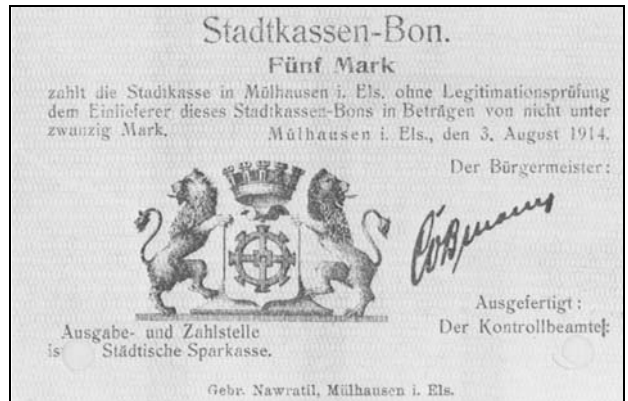 Stadtkassen-Bon.
Fünf Mark
zahlt die Stadtkasse in Mülhausen i. Els. ohne Legitimationsprüfung
dem Einlieferer dieses Stadtkassen-Bons in Beträgen von nicht unter
zwanzig Mark.
Mülhausen i. Els., den 3. August 1914.
Der Bürgermeister:
Ausgefertigt:
Der Kontrollbeamte:
Ausgabe- und Zahlstelle
ist Städtische Sparkasse.
Gebr. Nawratil, Mülhausen i. Els.